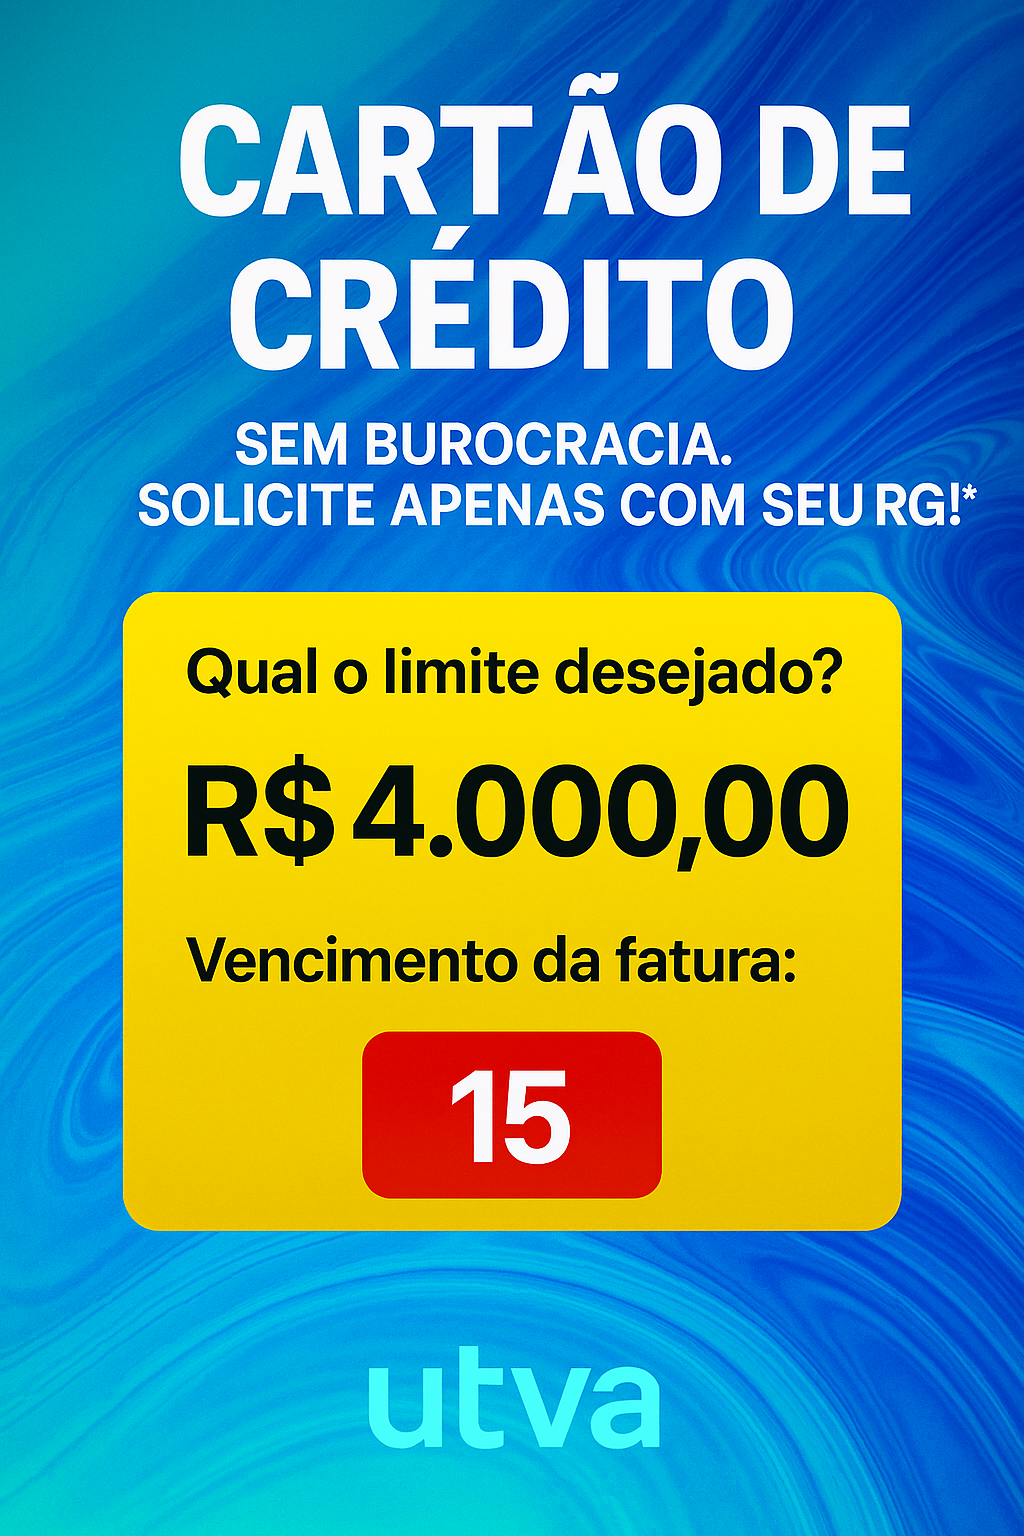 CARTÃO DE
CRÉDITO
SEM BUROCRACIA.
SOLICITE APENAS COM SEU RG!*
Qual o limite desejado?
R$ 4.000,00
Vencimento da fatura:
15
utva